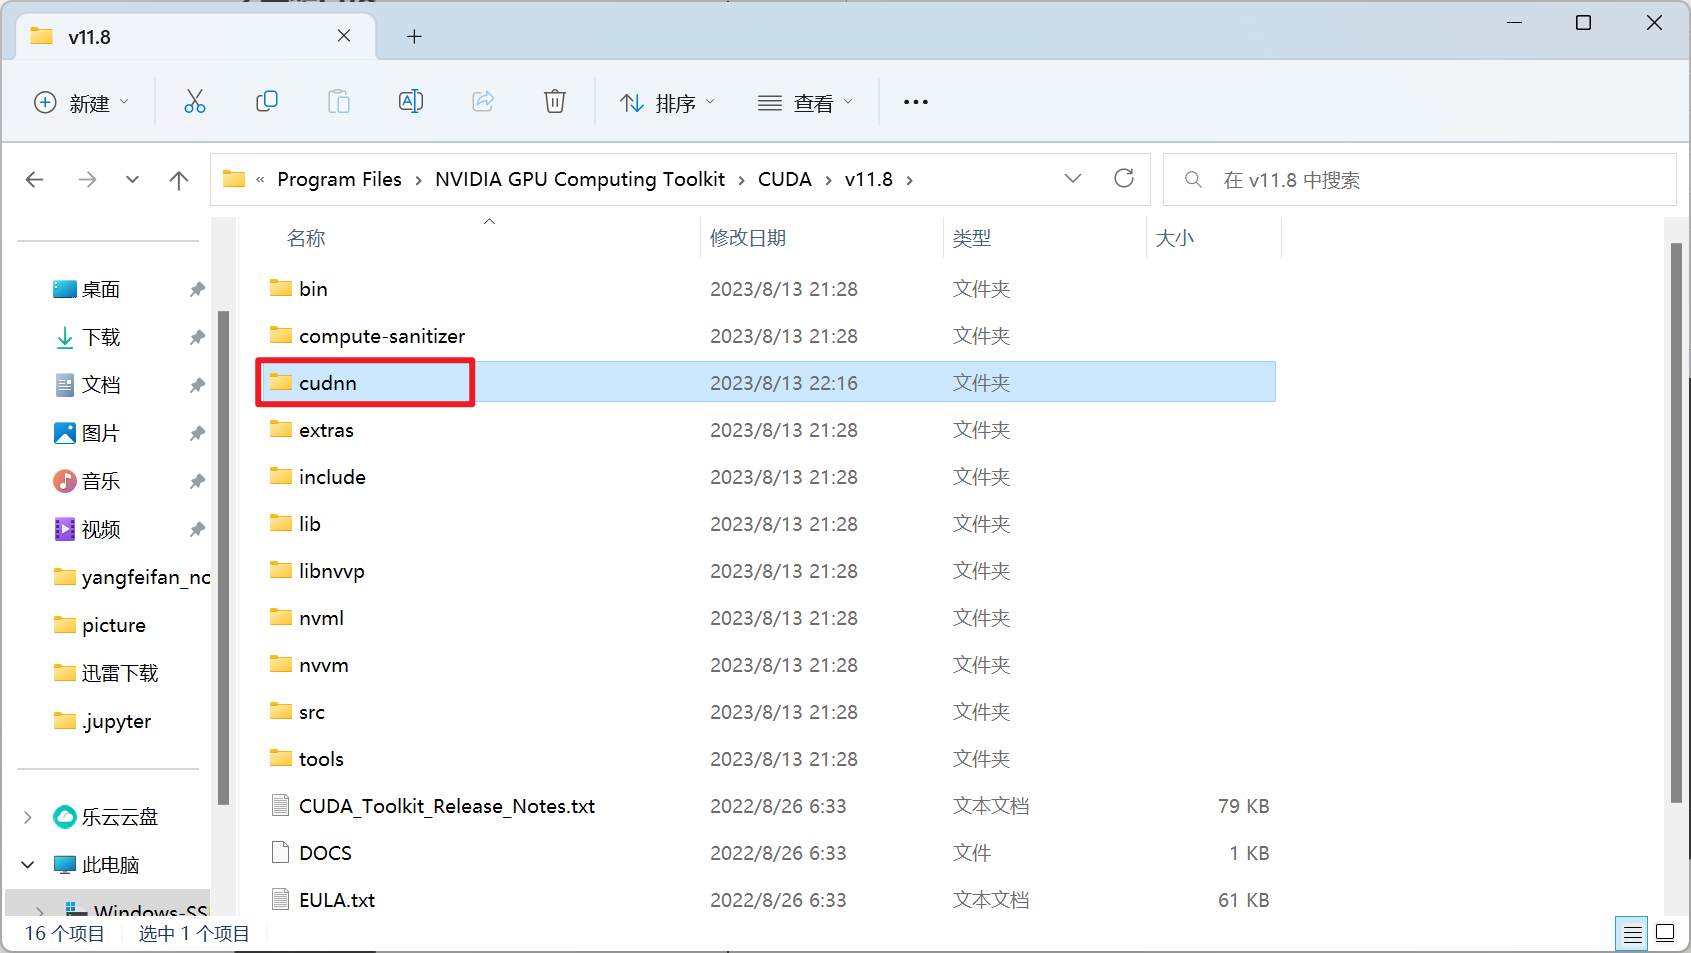 v11.8
新建
排序
查看
« Program Files › NVIDIA GPU Computing Toolkit › CUDA › v11.8 ›
在 v11.8 中搜索
名称 修改日期 类型 大小
桌面
下载
文档
图片
音乐
视频
yangfeifan_no
picture
迅雷下载
.jupyter
乐云云盘
此电脑
Windows-SS
bin 2023/8/13 21:28 文件夹
compute-sanitizer 2023/8/13 21:28 文件夹
cudnn 2023/8/13 22:16 文件夹
extras 2023/8/13 21:28 文件夹
include 2023/8/13 21:28 文件夹
lib 2023/8/13 21:28 文件夹
libnvvp 2023/8/13 21:28 文件夹
nvml 2023/8/13 21:28 文件夹
nvvm 2023/8/13 21:28 文件夹
src 2023/8/13 21:28 文件夹
tools 2023/8/13 21:28 文件夹
CUDA_Toolkit_Release_Notes.txt 2022/8/26 6:33 文本文档 79 KB
DOCS 2022/8/26 6:33 文件 1 KB
EULA.txt 2022/8/26 6:33 文本文档 61 KB
16 个项目 选中 1 个项目